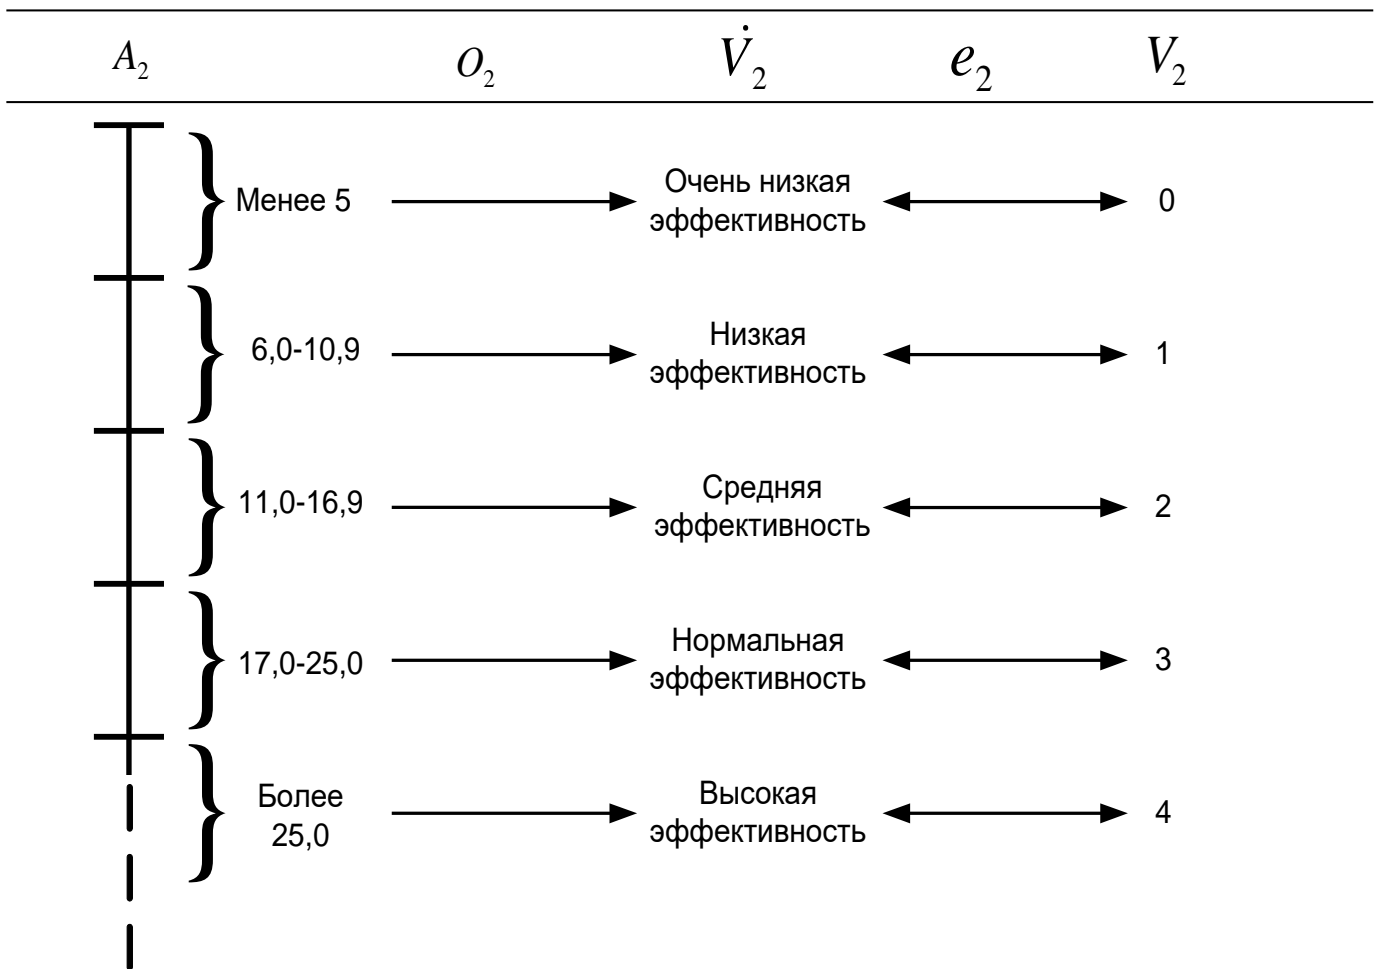 A₂ O₂ V̇₂ e₂ V₂
Менее 5 Очень низкая эффективность 0
6,0-10,9 Низкая эффективность 1
11,0-16,9 Средняя эффективность 2
17,0-25,0 Нормальная эффективность 3
Более 25,0 Высокая эффективность 4